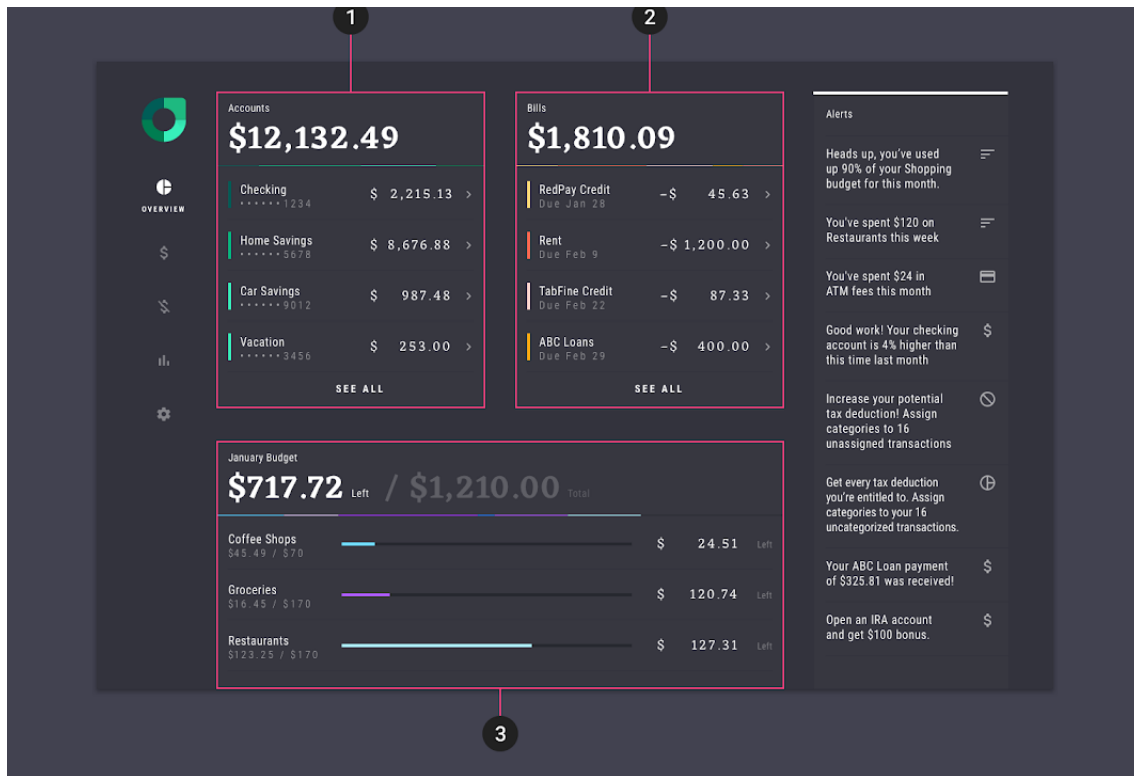 1
2
OVERVIEW
Accounts
$12,132.49
Checking $ 2,215.13
······1234
Home Savings $ 8,676.88
······5678
Car Savings $ 987.48
······9012
Vacation $ 253.00
······3456
SEE ALL
Bills
$1,810.09
RedPay Credit -$ 45.63
Due Jan 28
Rent -$ 1,200.00
Due Feb 9
TabFine Credit -$ 87.33
Due Feb 22
ABC Loans -$ 400.00
Due Feb 29
SEE ALL
January Budget
$717.72 Left / $1,210.00 Total
Coffee Shops $ 24.51 Left
$45.49 / $70
Groceries $ 120.74 Left
$16.45 / $170
Restaurants $ 127.31 Left
$123.25 / $170
3
Alerts
Heads up, you've used
up 90% of your Shopping
budget for this month.
You've spent $120 on
Restaurants this week
You've spent $24 in
ATM fees this month
Good work! Your checking
account is 4% higher than
this time last month
Increase your potential
tax deduction! Assign
categories to 16
unassigned transactions
Get every tax deduction
you're entitled to. Assign
categories to your 16
uncategorized transactions.
Your ABC Loan payment
of $325.81 was received!
Open an IRA account
and get $100 bonus.